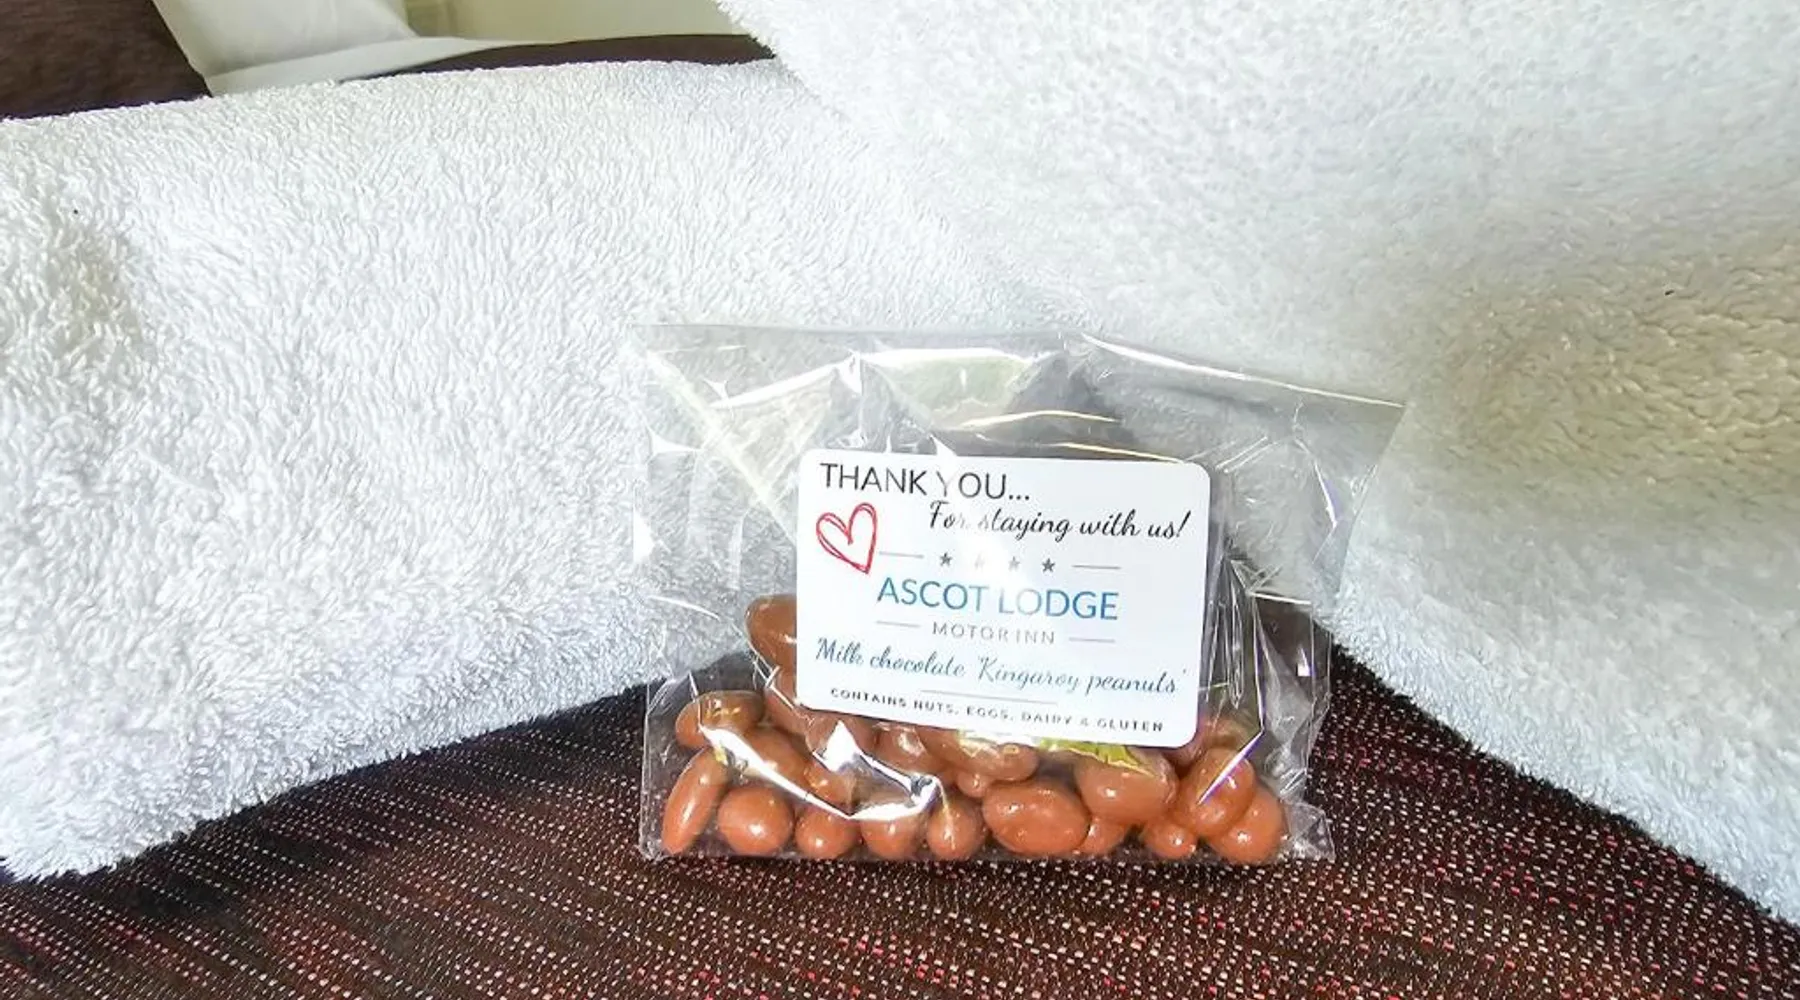 THANK YOU...
For staying with us!
ASCOT LODGE
MOTOR INN
Milk chocolate 'Kingaroy peanuts'
CONTAINS NUTS, EGGS, DAIRY & GLUTEN